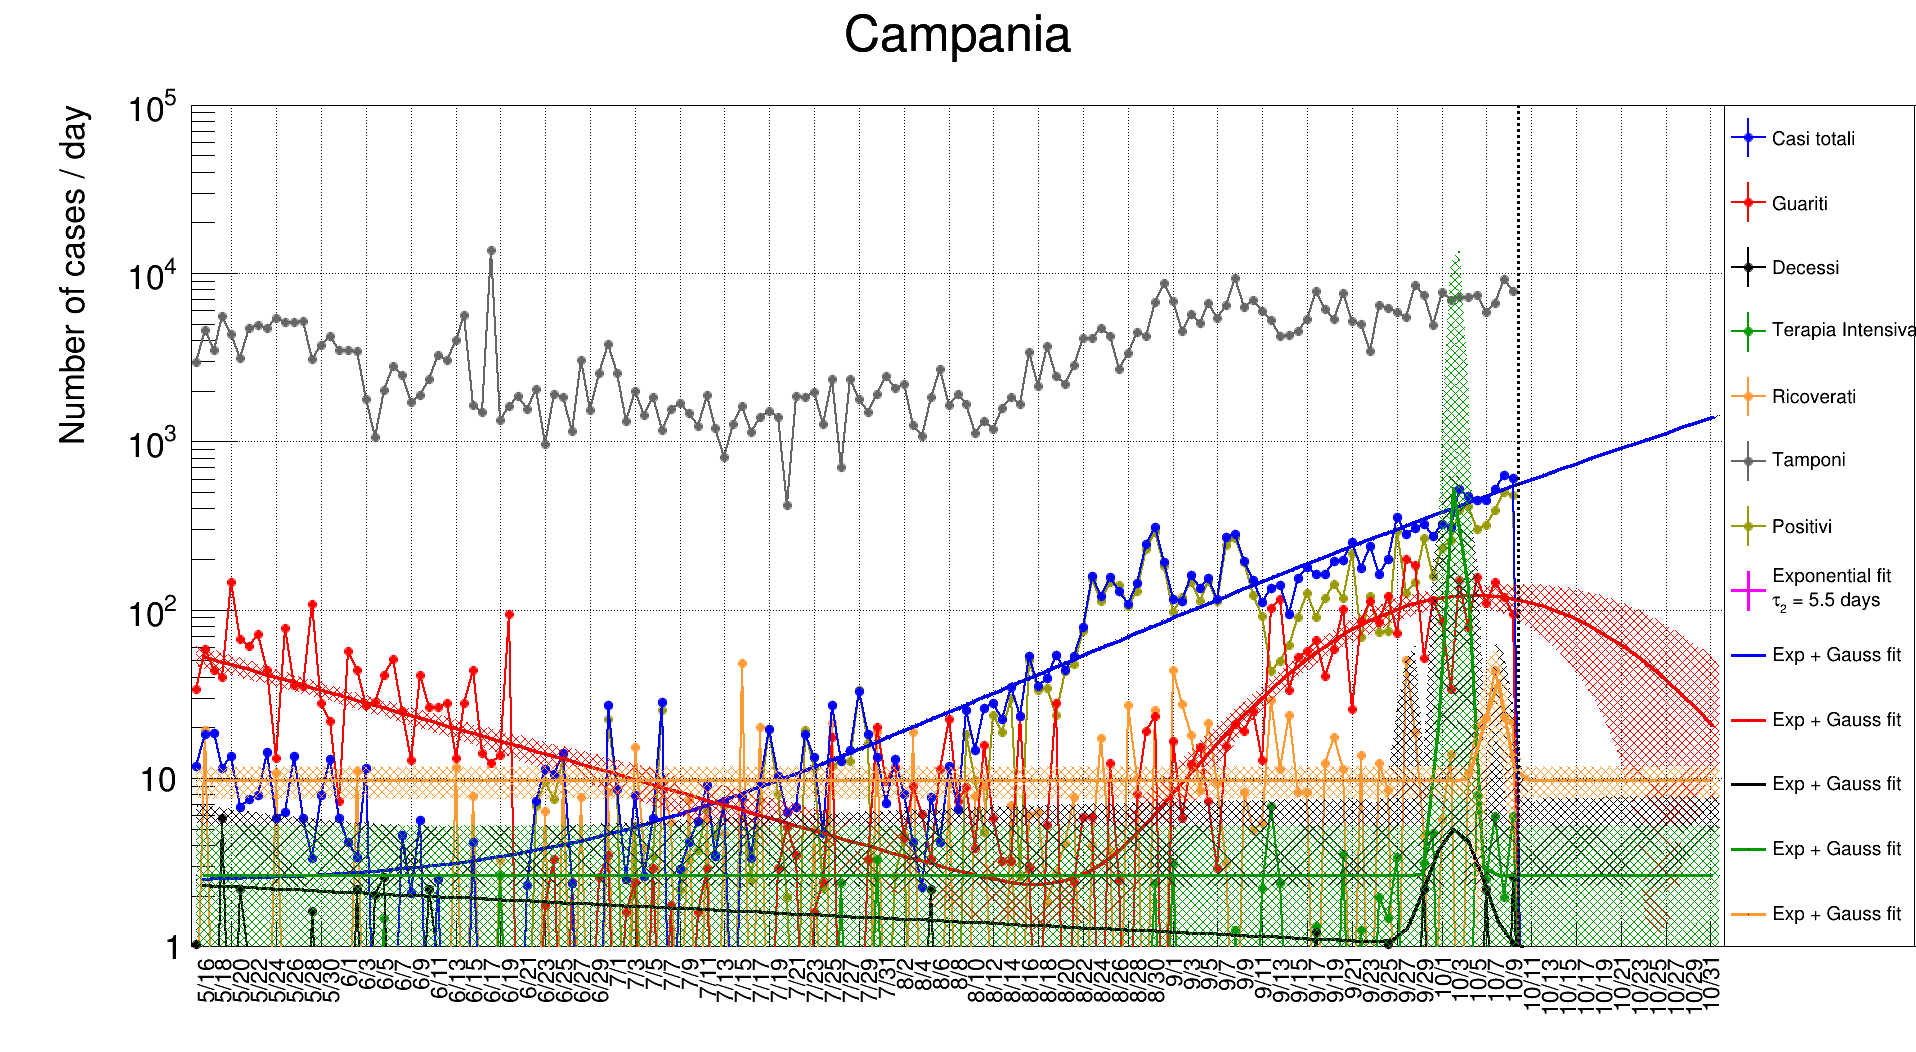 Campania
Number of cases / day
10^5
10^4
10^3
10^2
10
1
5/16 5/18 5/20 5/22 5/24 5/26 5/28 5/30 6/1 6/3 6/5 6/7 6/9 6/11 6/13 6/15 6/17 6/19 6/21 6/23 6/25 6/27 6/29 7/1 7/3 7/5 7/7 7/9 7/11 7/13 7/15 7/17 7/19 7/21 7/23 7/25 7/27 7/29 7/31 8/2 8/4 8/6 8/8 8/10 8/12 8/14 8/16 8/18 8/20 8/22 8/24 8/26 8/28 8/30 9/1 9/3 9/5 9/7 9/9 9/11 9/13 9/15 9/17 9/19 9/21 9/23 9/25 9/27 9/29 10/1 10/3 10/5 10/7 10/9 10/11 10/13 10/15 10/17 10/19 10/21 10/23 10/25 10/27 10/29 10/31
Casi totali
Guariti
Decessi
Terapia Intensiva
Ricoverati
Tamponi
Positivi
Exponential fit
τ₂ = 5.5 days
Exp + Gauss fit
Exp + Gauss fit
Exp + Gauss fit
Exp + Gauss fit
Exp + Gauss fit